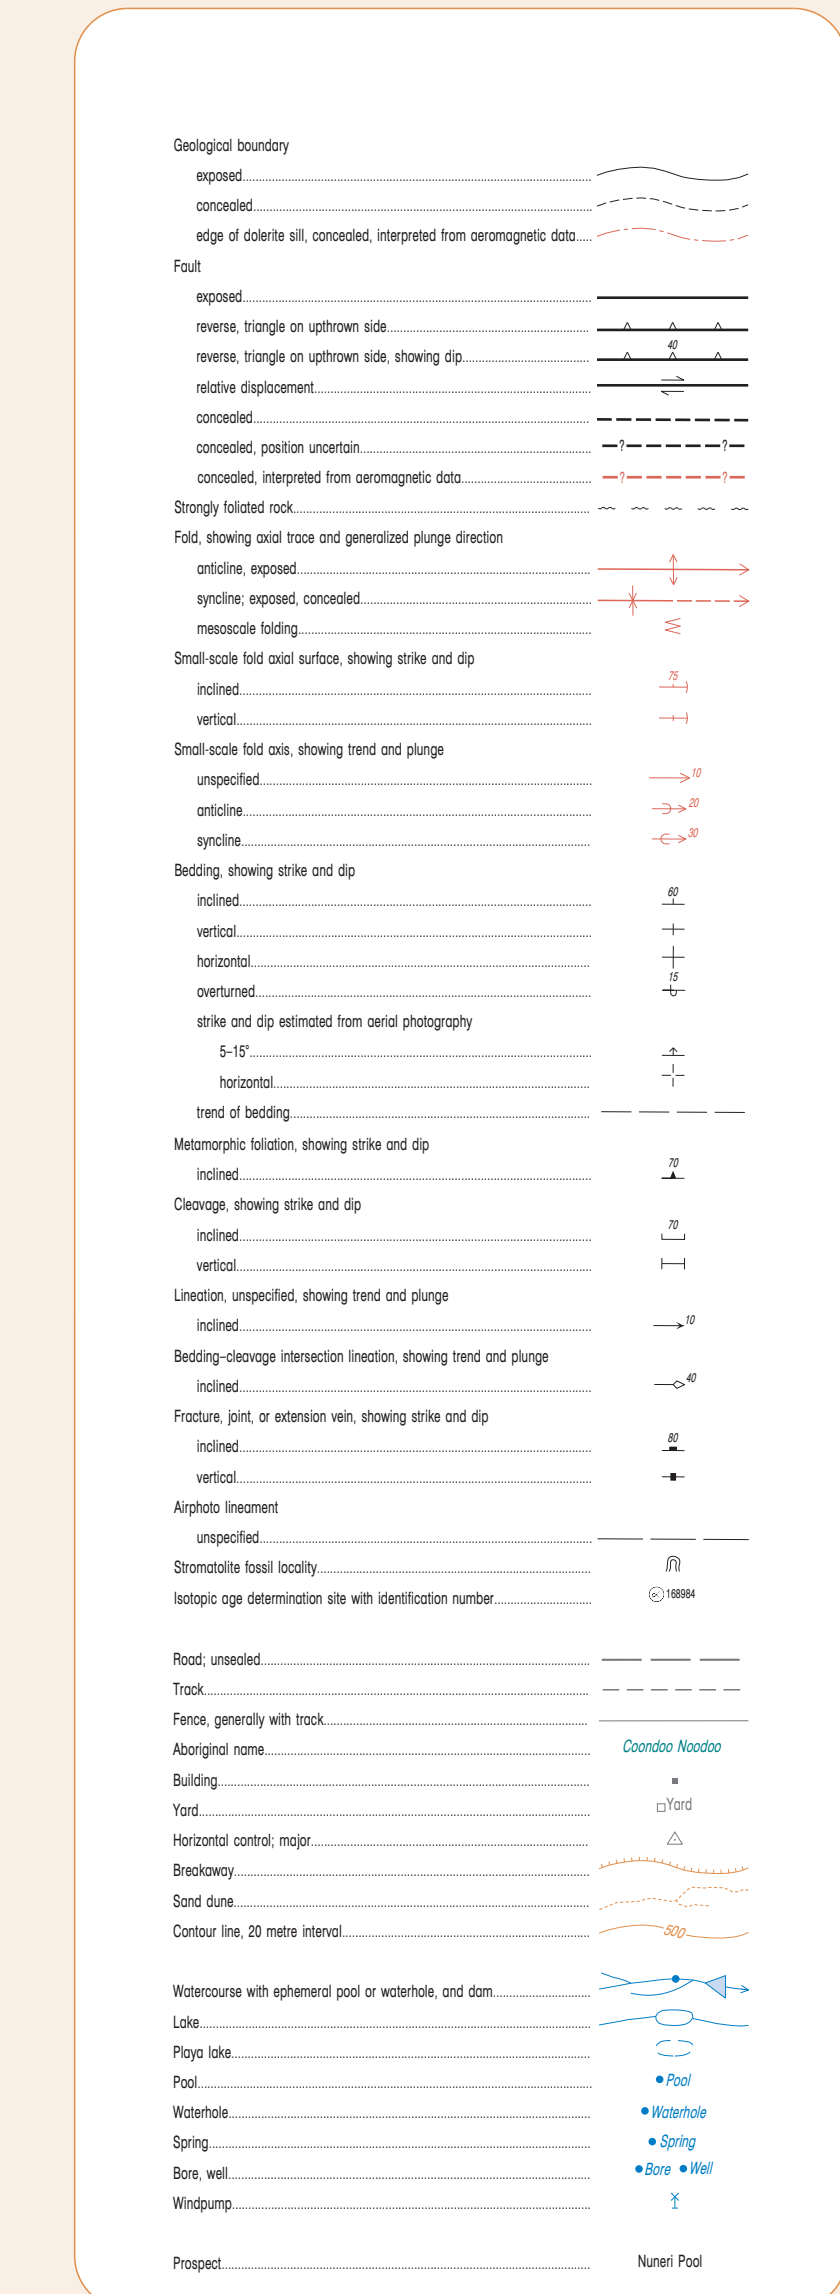 Geological boundary
exposed
concealed
edge of dolerite sill, concealed, interpreted from aeromagnetic data
Fault
exposed
reverse, triangle on upthrown side
reverse, triangle on upthrown side, showing dip 40
relative displacement
concealed
concealed, position uncertain ? ?
concealed, interpreted from aeromagnetic data ? ?
Strongly foliated rock
Fold, showing axial trace and generalized plunge direction
anticline, exposed
syncline; exposed, concealed
mesoscale folding
Small-scale fold axial surface, showing strike and dip
inclined 75
vertical
Small-scale fold axis, showing trend and plunge
unspecified 10
anticline 20
syncline 30
Bedding, showing strike and dip
inclined 60
vertical
horizontal
overturned 15
strike and dip estimated from aerial photography
5–15°
horizontal
trend of bedding
Metamorphic foliation, showing strike and dip
inclined 70
Cleavage, showing strike and dip
inclined 70
vertical
Lineation, unspecified, showing trend and plunge
inclined 10
Bedding–cleavage intersection lineation, showing trend and plunge
inclined 40
Fracture, joint, or extension vein, showing strike and dip
inclined 80
vertical
Airphoto lineament
unspecified
Stromatolite fossil locality
Isotopic age determination site with identification number 168984
Road; unsealed
Track
Fence, generally with track
Aboriginal name Coondoo Noodoo
Building
Yard Yard
Horizontal control; major
Breakaway
Sand dune
Contour line, 20 metre interval 500
Watercourse with ephemeral pool or waterhole, and dam
Lake
Playa lake
Pool Pool
Waterhole Waterhole
Spring Spring
Bore, well Bore Well
Windpump
Prospect Nuneri Pool